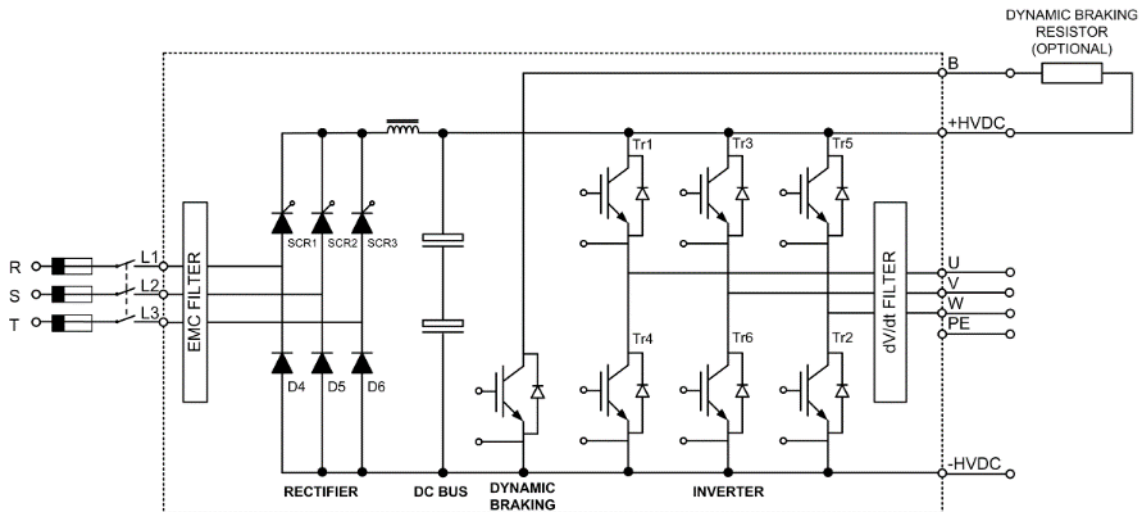 DYNAMIC BRAKING
RESISTOR
(OPTIONAL)
B
+HVDC
Tr1
Tr3
Tr5
SCR1
SCR2
SCR3
EMC FILTER
dV/dt FILTER
R
L1
S
L2
T
L3
U
V
W
PE
D4
D5
D6
Tr4
Tr6
Tr2
-HVDC
RECTIFIER
DC BUS
DYNAMIC
BRAKING
INVERTER